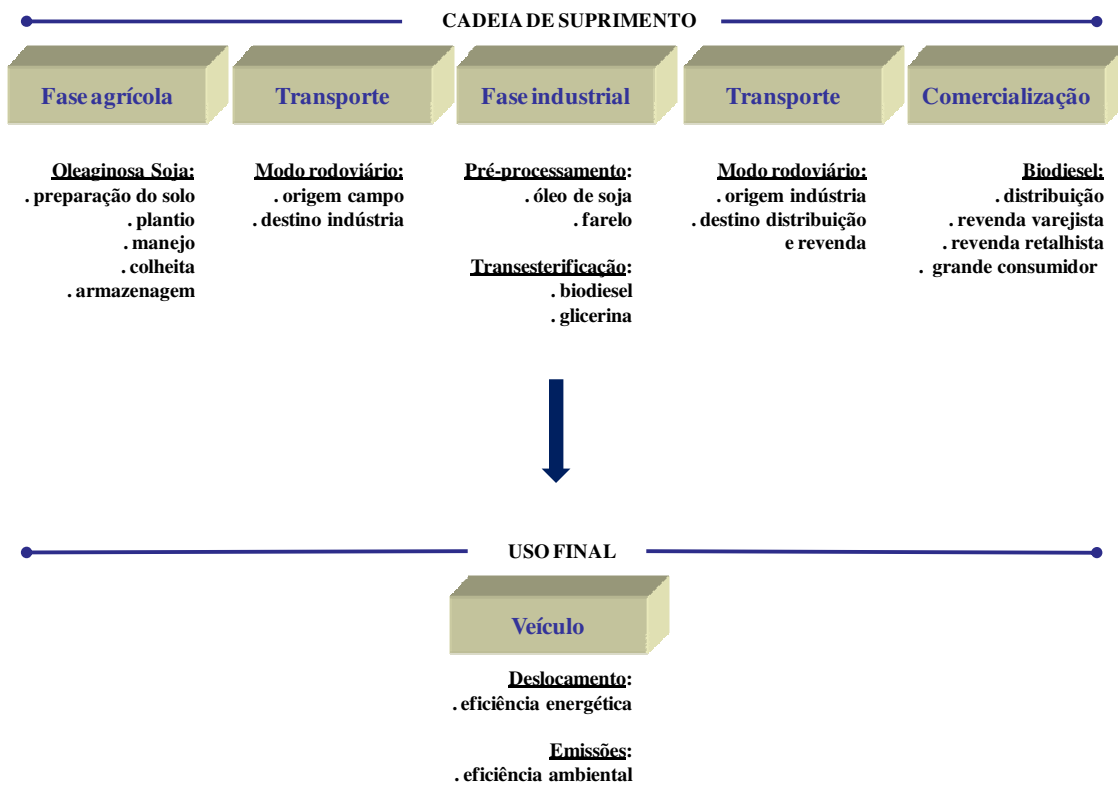 CADEIA DE SUPRIMENTO
Fase agrícola
Oleaginosa Soja:
. preparação do solo
. plantio
. manejo
. colheita
. armazenagem
Transporte
Modo rodoviário:
. origem campo
. destino indústria
Fase industrial
Pré-processamento:
. óleo de soja
. farelo
Transesterificação:
. biodiesel
. glicerina
Transporte
Modo rodoviário:
. origem indústria
. destino distribuição
e revenda
Comercialização
Biodiesel:
. distribuição
. revenda varejista
. revenda retalhista
. grande consumidor
USO FINAL
Veículo
Deslocamento:
. eficiência energética
Emissões:
. eficiência ambiental